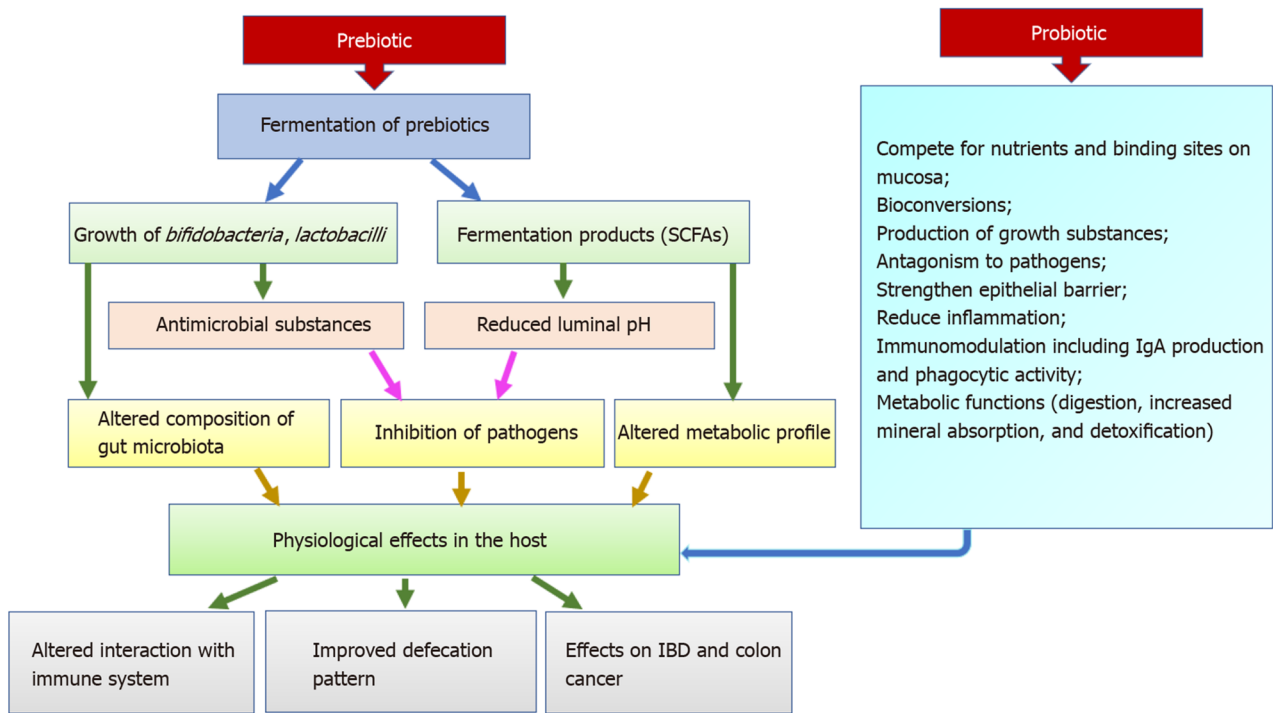 Prebiotic
Probiotic
Fermentation of prebiotics
Compete for nutrients and binding sites on
mucosa;
Bioconversions;
Production of growth substances;
Antagonism to pathogens;
Strengthen epithelial barrier;
Reduce inflammation;
Immunomodulation including IgA production
and phagocytic activity;
Metabolic functions (digestion, increased
mineral absorption, and detoxification)
Growth of bifidobacteria, lactobacilli
Fermentation products (SCFAs)
Antimicrobial substances
Reduced luminal pH
Altered composition of
gut microbiota
Inhibition of pathogens
Altered metabolic profile
Physiological effects in the host
Altered interaction with
immune system
Improved defecation
pattern
Effects on IBD and colon
cancer